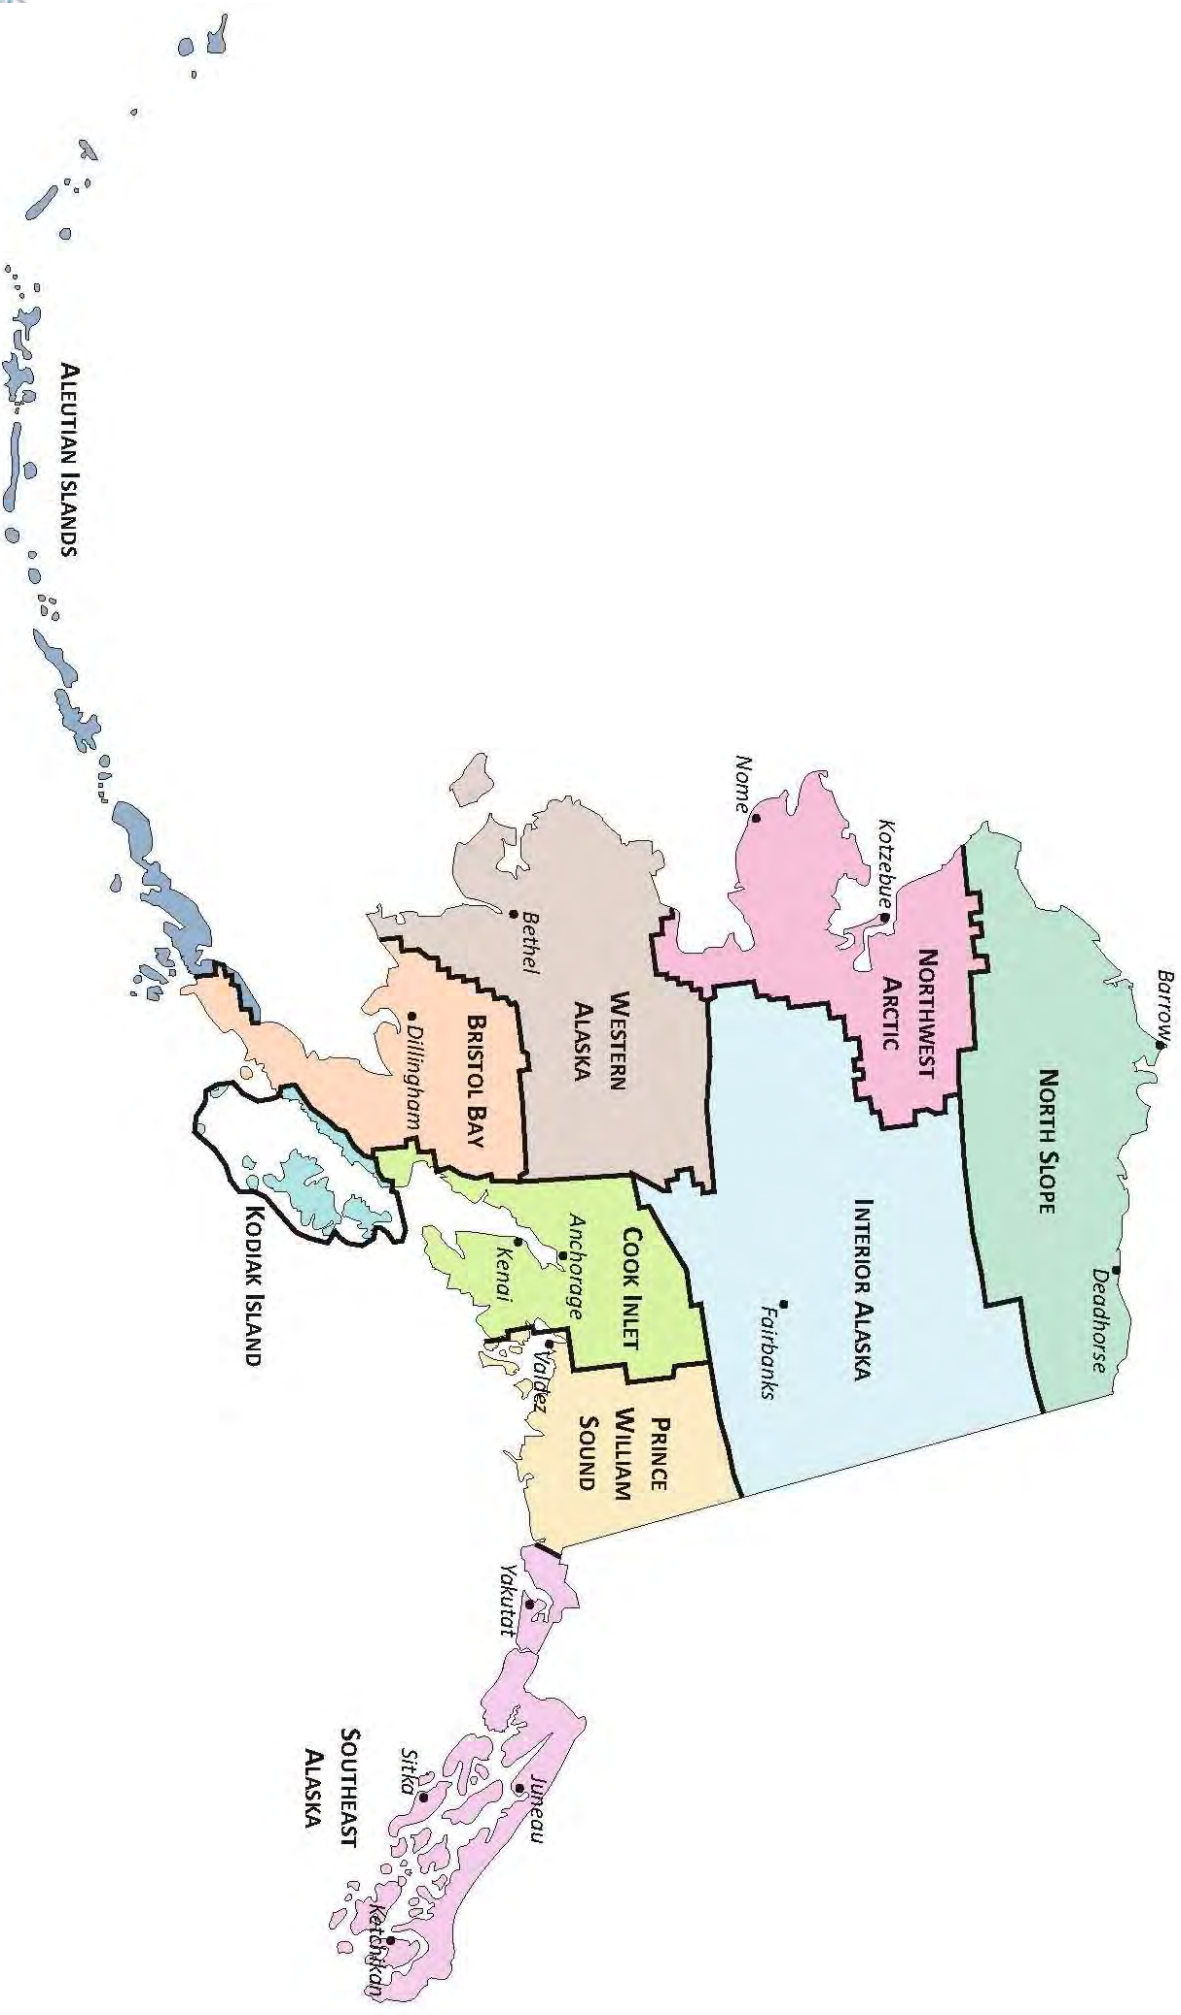 Barrow
Deadhorse
NORTH SLOPE
NORTHWEST
ARCTIC
Kotzebue
Nome
INTERIOR ALASKA
Fairbanks
WESTERN
ALASKA
Bethel
BRISTOL BAY
Dillingham
COOK INLET
Anchorage
Kenai
PRINCE
WILLIAM
SOUND
Valdez
KODIAK ISLAND
ALEUTIAN ISLANDS
Yakutat
Juneau
Sitka
SOUTHEAST
ALASKA
Ketchikan